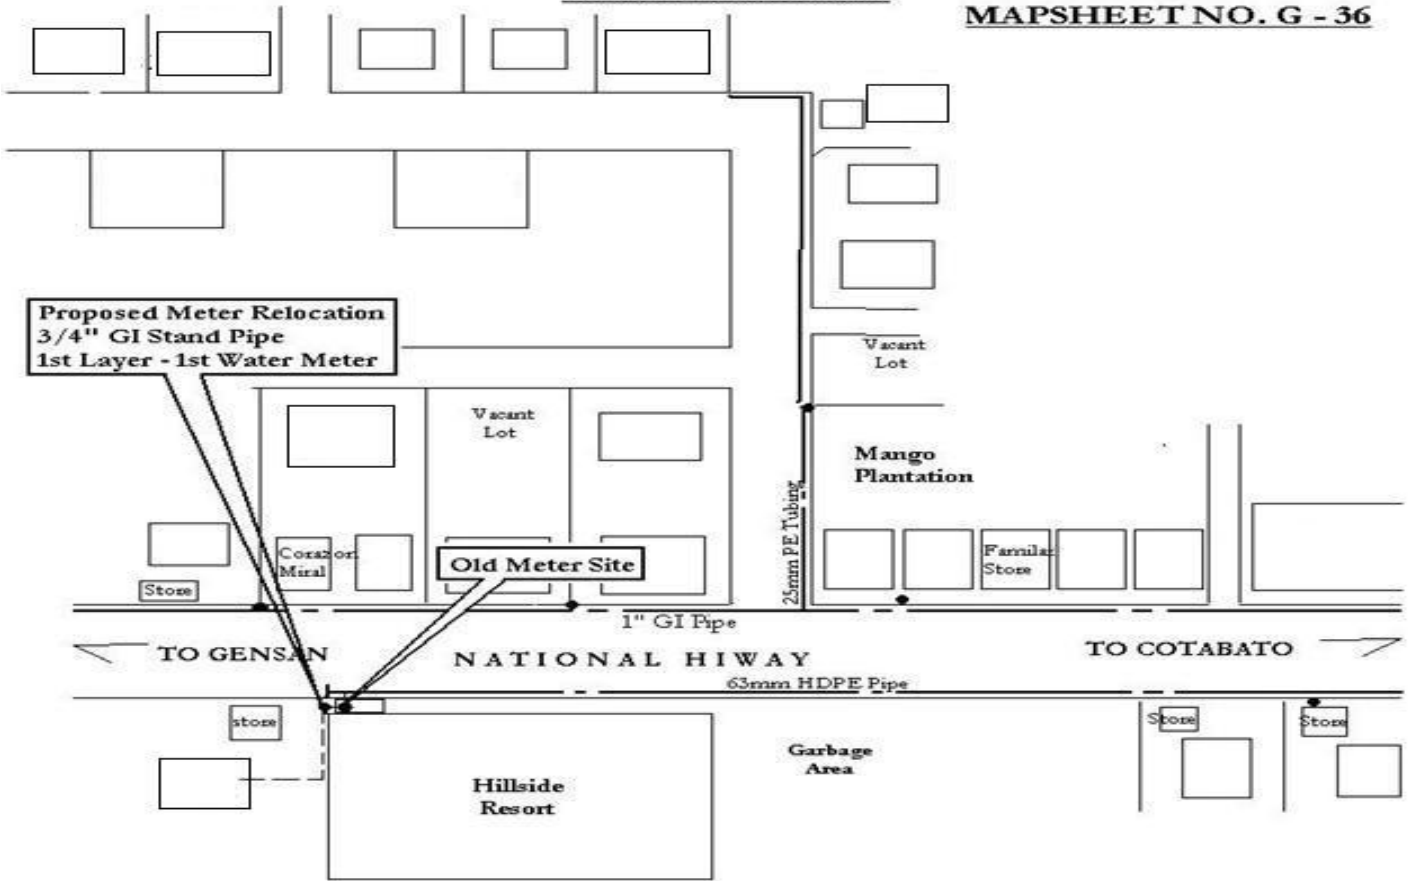 MAPSHEET NO. G - 36
Proposed Meter Relocation
3/4" GI Stand Pipe
1st Layer - 1st Water Meter
Vacant
Lot
Vacant
Lot
Mango
Plantation
25mm PE Tubing
Corazon
Miral
Old Meter Site
Familar
Store
Store
1" GI Pipe
TO GENSAN
NATIONAL HIWAY
TO COTABATO
63mm HDPE Pipe
store
Store
Store
Garbage
Area
Hillside
Resort